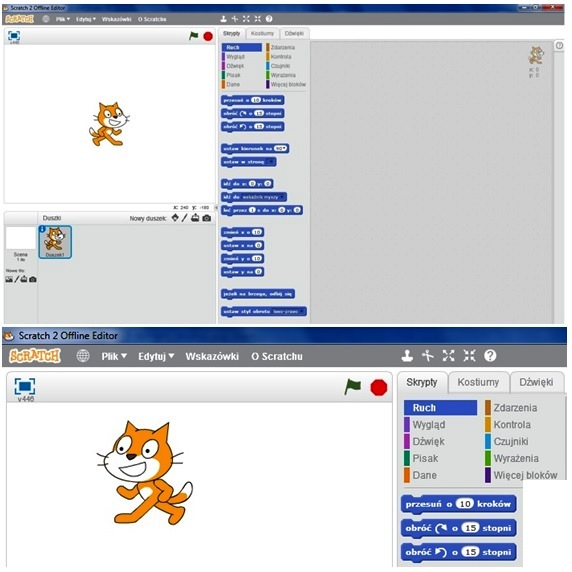 Scratch 2 Offline Editor
SCRATCH Plik Edytuj Wskazówki O Scratchu
v446
Skrypty Kostiumy Dźwięki
Ruch Zdarzenia
Wygląd Kontrola
Dźwięk Czujniki
Pisak Wyrażenia
Dane Więcej bloków
przesuń o 10 kroków
obróć o 15 stopni
obróć o 15 stopni
ustaw kierunek na 90
ustaw w stronę
idź do x: 0 y: 0
idź do wskaźnik myszy
leć przez 1 s do x: 0 y: 0
zmień x o 10
ustaw x na 0
zmień y o 10
ustaw y na 0
jeżeli na brzegu, odbij się
ustaw styl obrotu lewo-prawo
x: 0
y: 0
X: 240 y: -180
Duszki Nowy duszek:
Scena
1 tło
Nowe tło:
Duszek1
Scratch 2 Offline Editor
SCRATCH Plik Edytuj Wskazówki O Scratchu
v446
Skrypty Kostiumy Dźwięki
Ruch Zdarzenia
Wygląd Kontrola
Dźwięk Czujniki
Pisak Wyrażenia
Dane Więcej bloków
przesuń o 10 kroków
obróć o 15 stopni
obróć o 15 stopni